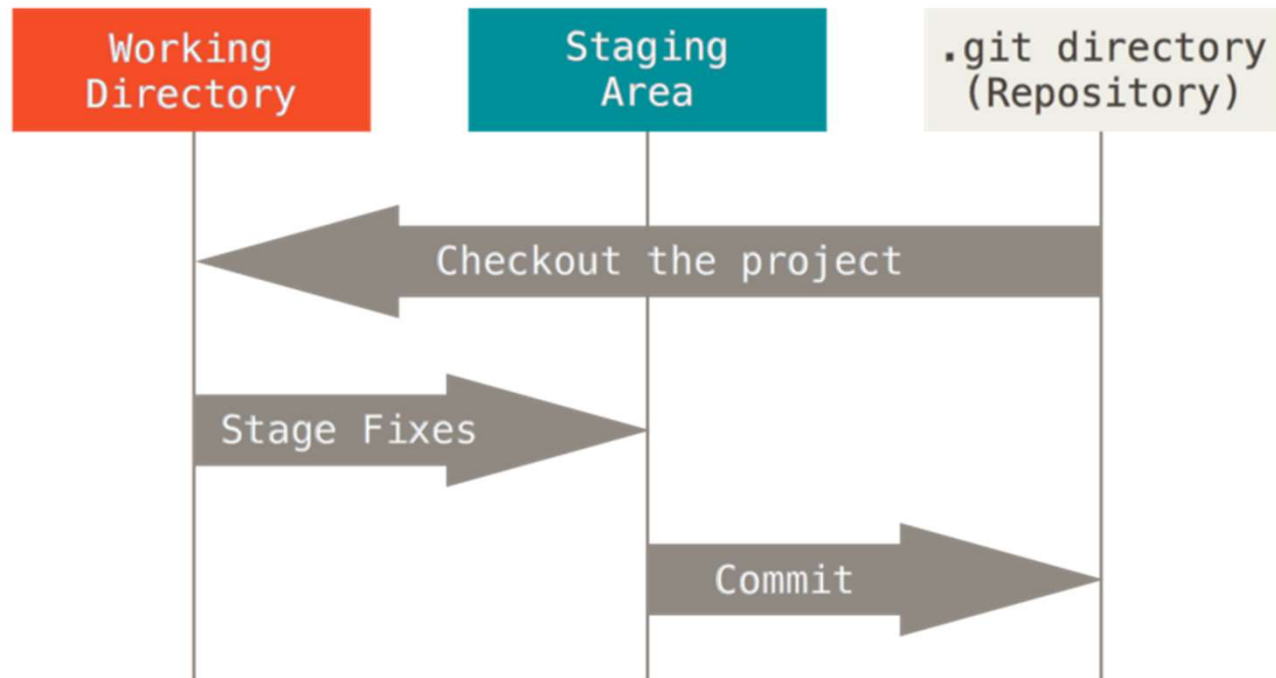 Working
Directory
Staging
Area
.git directory
(Repository)
Checkout the project
Stage Fixes
Commit